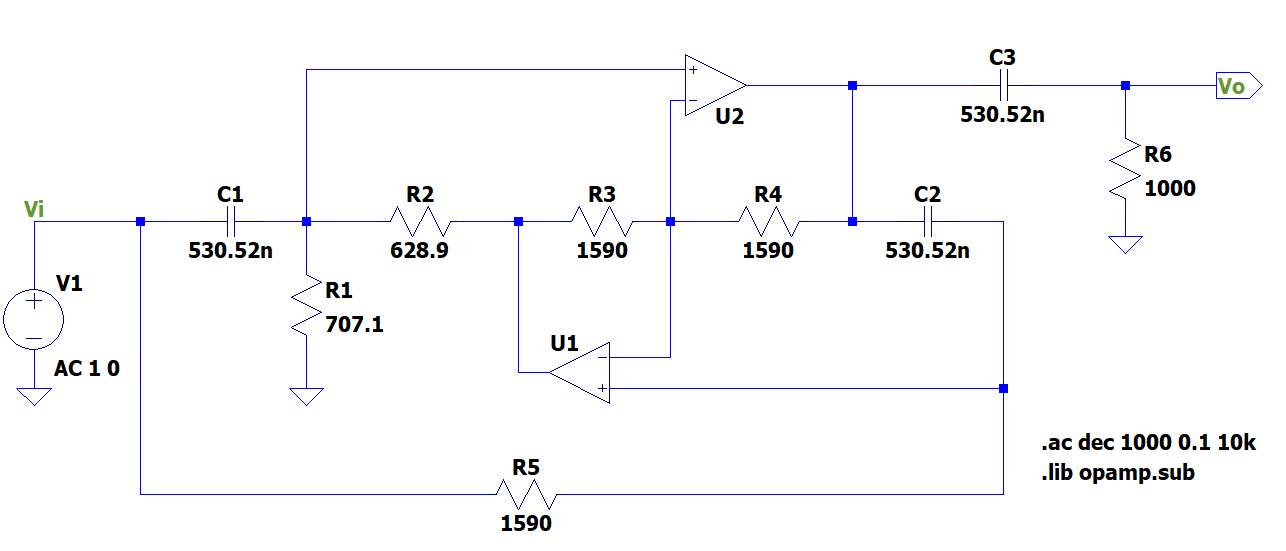 C3
+
−
U2
Vo
530.52n
R6
1000
Vi
C1
R2
R3
R4
C2
530.52n
628.9
1590
1590
530.52n
V1
+
−
R1
707.1
U1
−
+
AC 1 0
.ac dec 1000 0.1 10k
.lib opamp.sub
R5
1590